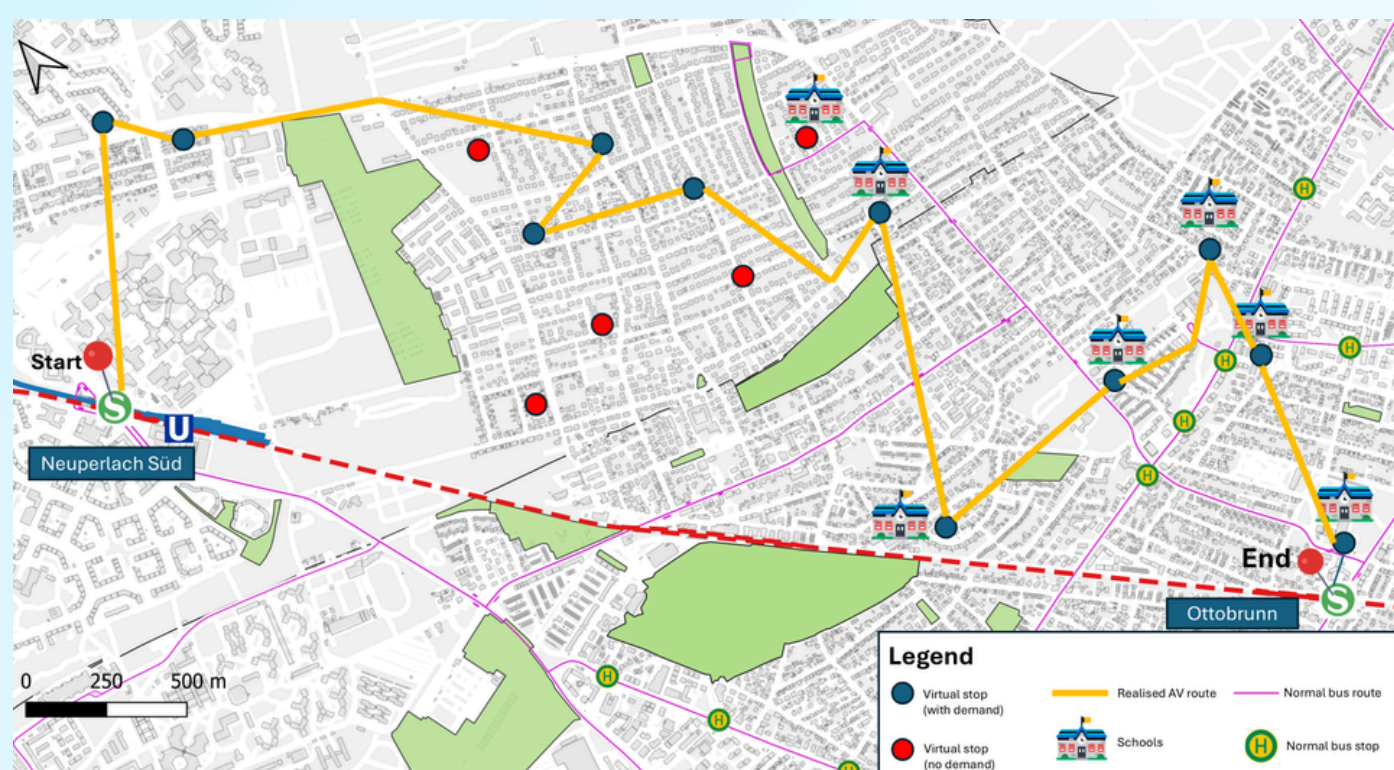 Start
S
U
Neuperlach Süd
H
H
H
H
H
End
S
Ottobrunn
0 250 500 m
H
H
H
Legend
Virtual stop
(with demand)
Realised AV route
Normal bus route
Virtual stop
(no demand)
Schools
H
Normal bus stop